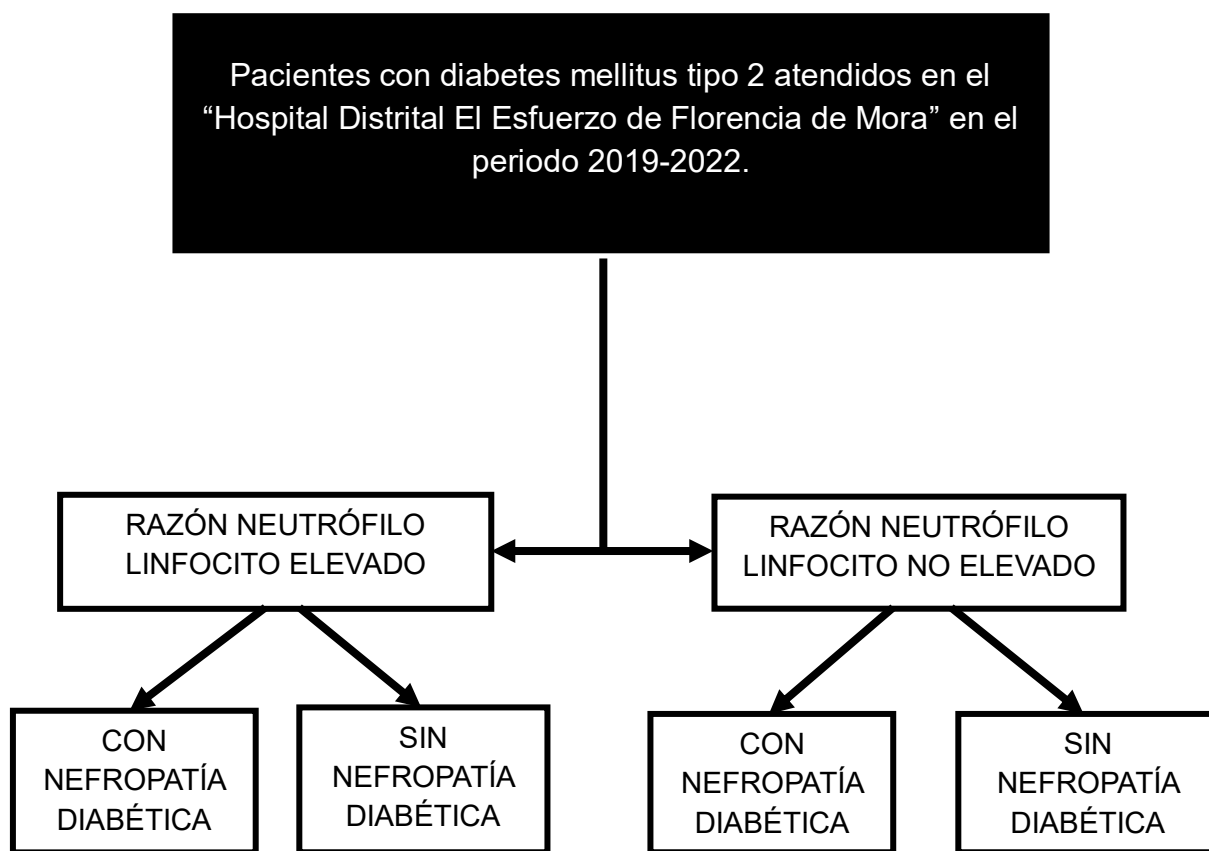 Pacientes con diabetes mellitus tipo 2 atendidos en el
“Hospital Distrital El Esfuerzo de Florencia de Mora” en el
periodo 2019-2022.
RAZÓN NEUTRÓFILO
LINFOCITO ELEVADO
RAZÓN NEUTRÓFILO
LINFOCITO NO ELEVADO
CON
NEFROPATÍA
DIABÉTICA
SIN
NEFROPATÍA
DIABÉTICA
CON
NEFROPATÍA
DIABÉTICA
SIN
NEFROPATÍA
DIABÉTICA